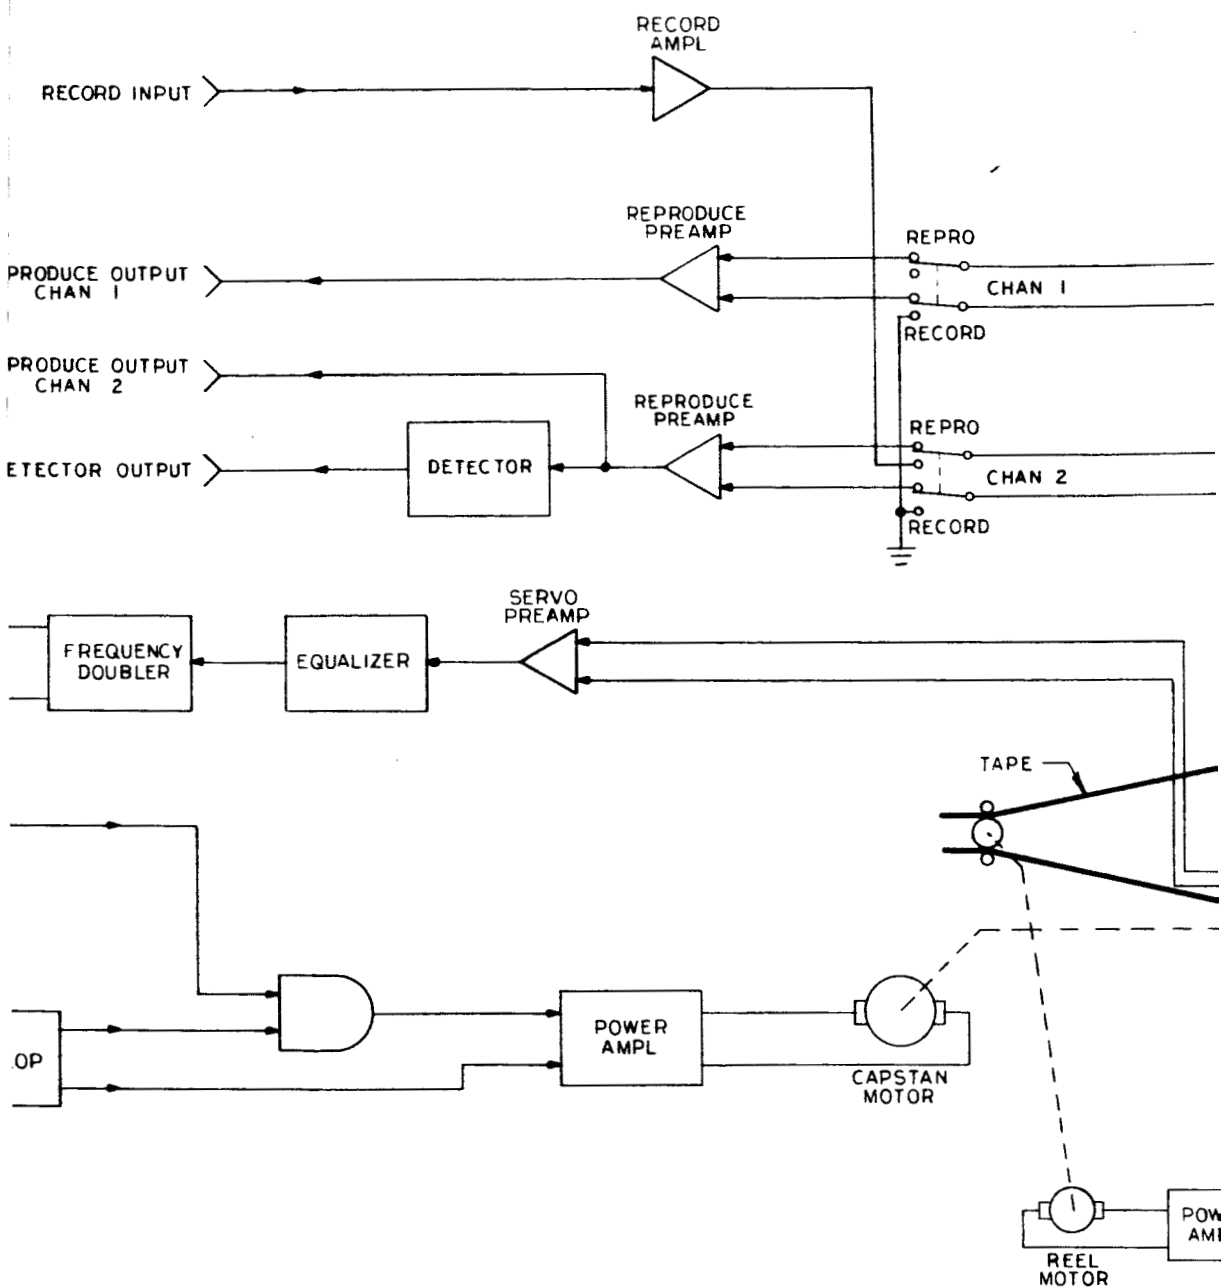 RECORD
AMPL
RECORD INPUT
REPRODUCE
PREAMP
REPRO
PRODUCE OUTPUT
CHAN 1
CHAN 1
RECORD
PRODUCE OUTPUT
CHAN 2
REPRODUCE
PREAMP
REPRO
ETECTOR OUTPUT
DETECTOR
CHAN 2
RECORD
SERVO
PREAMP
FREQUENCY
DOUBLER
EQUALIZER
TAPE
OP
POWER
AMPL
CAPSTAN
MOTOR
POW
AM
REEL
MOTOR